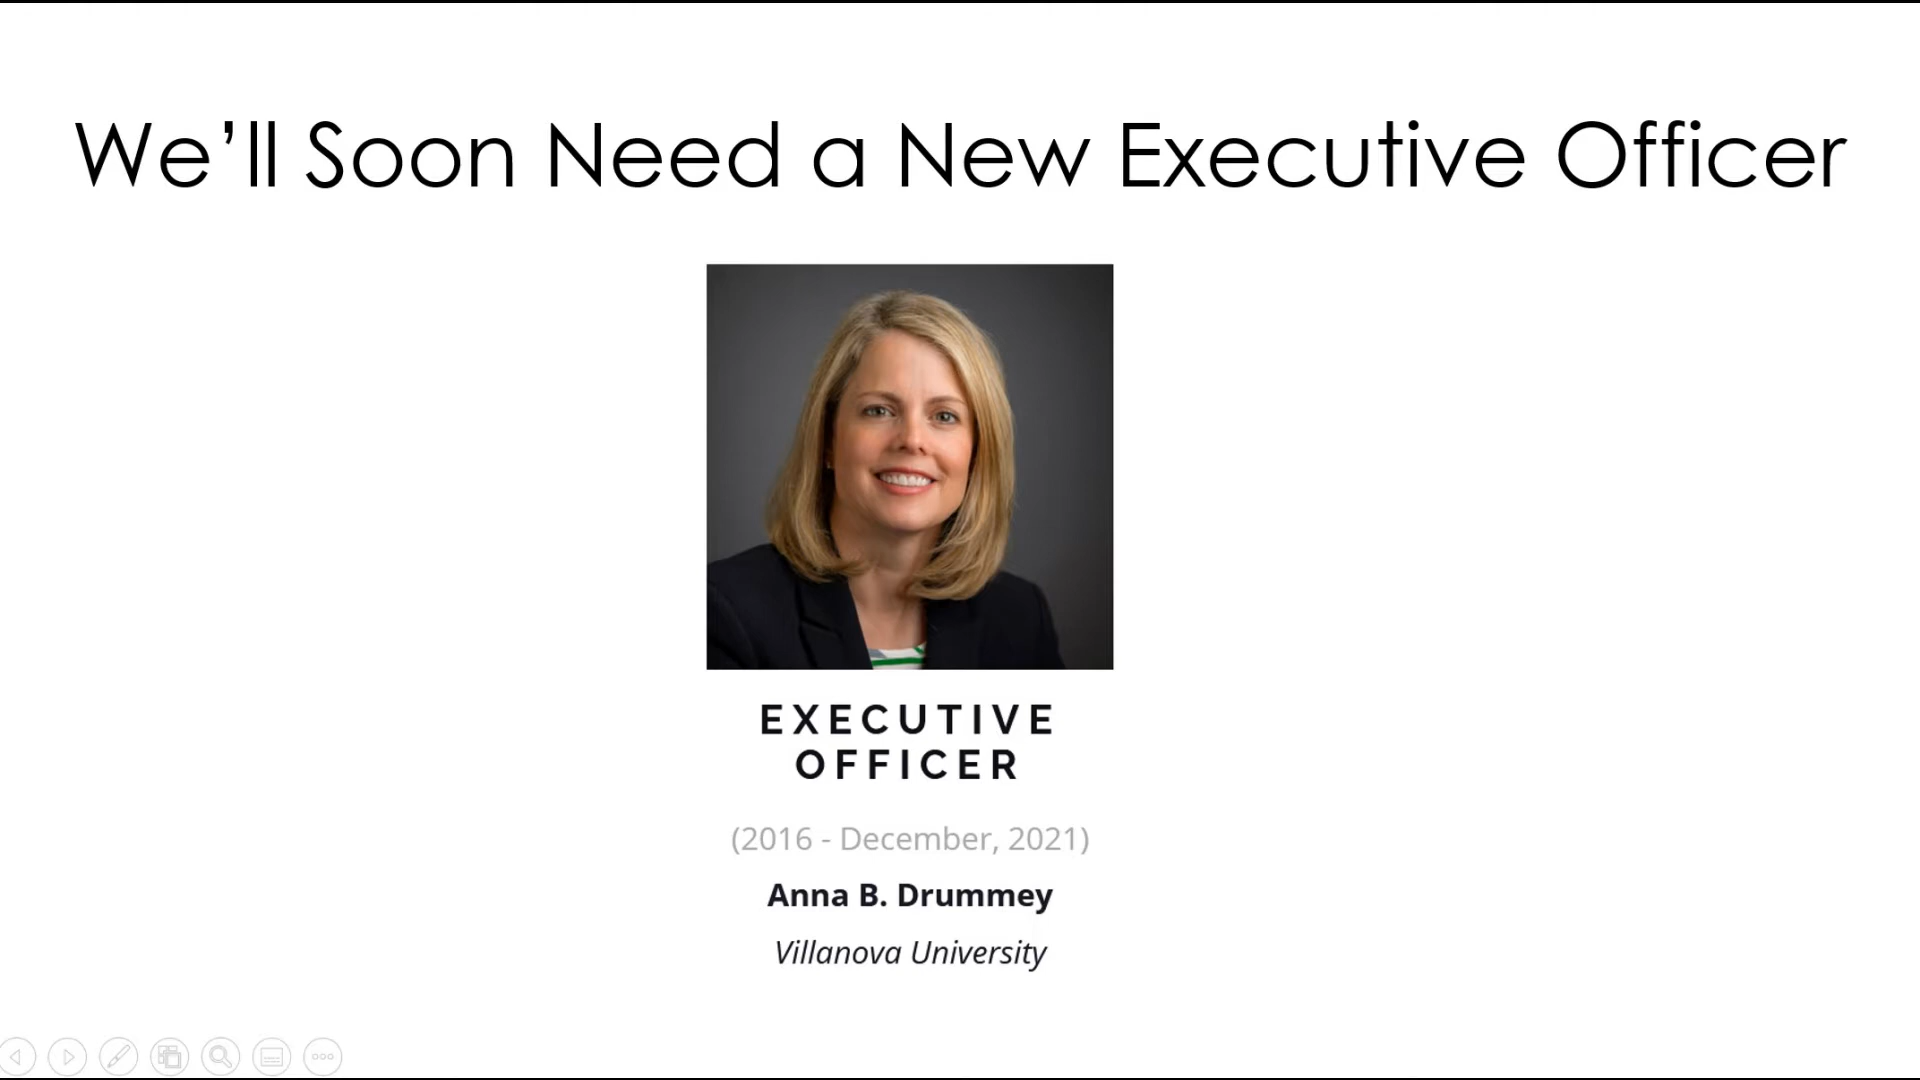 We’ll Soon Need a New Executive Officer
EXECUTIVE
OFFICER
(2016 - December, 2021)
Anna B. Drummey
Villanova University